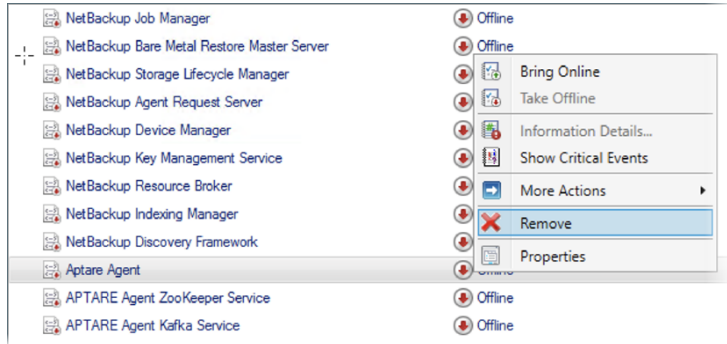 NetBackup Job Manager Offline
NetBackup Bare Metal Restore Master Server Offline
NetBackup Storage Lifecycle Manager
NetBackup Agent Request Server
NetBackup Device Manager
NetBackup Key Management Service
NetBackup Resource Broker
NetBackup Indexing Manager
NetBackup Discovery Framework
Aptare Agent Offline
APTARE Agent ZooKeeper Service Offline
APTARE Agent Kafka Service Offline
Bring Online
Take Offline
Information Details...
Show Critical Events
More Actions
Remove
Properties